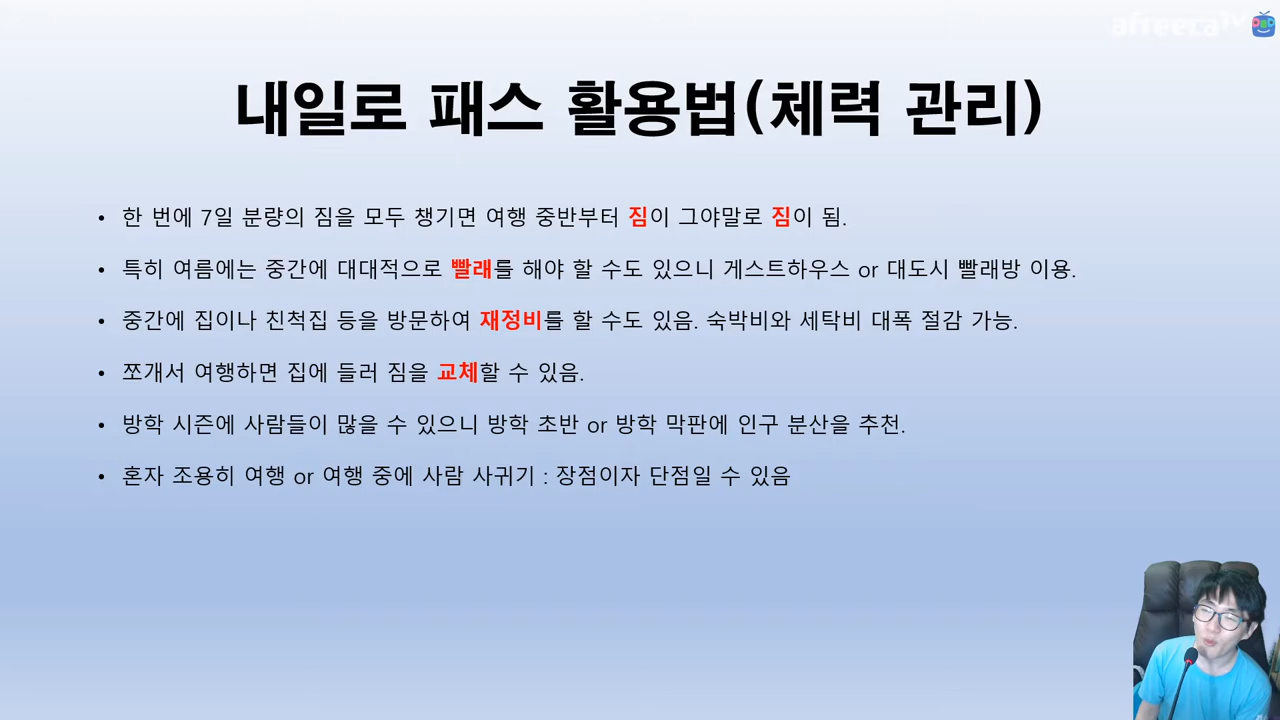 afreecaTV
내일로 패스 활용법(체력 관리)
• 한 번에 7일 분량의 짐을 모두 챙기면 여행 중반부터 짐이 그야말로 짐이 됨.
• 특히 여름에는 중간에 대대적으로 빨래를 해야 할 수도 있으니 게스트하우스 or 대도시 빨래방 이용.
• 중간에 집이나 친척집 등을 방문하여 재정비를 할 수도 있음. 숙박비와 세탁비 대폭 절감 가능.
• 쪼개서 여행하면 집에 들러 짐을 교체할 수 있음.
• 방학 시즌에 사람들이 많을 수 있으니 방학 초반 or 방학 막판에 인구 분산을 추천.
• 혼자 조용히 여행 or 여행 중에 사람 사귀기 : 장점이자 단점일 수 있음